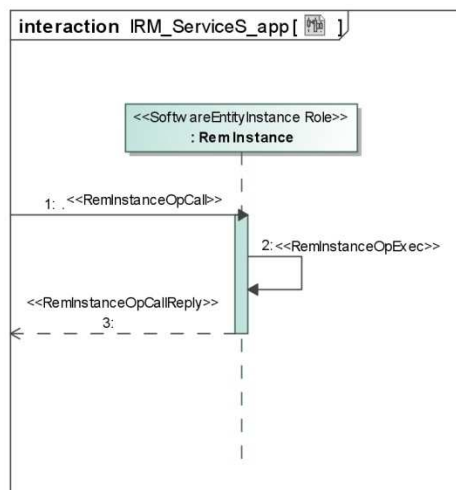 interaction IRM_ServiceS_app[ ]
<<SoftwareEntityInstance Role>>
: RemInstance
1: .<<RemInstanceOpCall>>
2:<<RemInstanceOpExec>>
<<RemInstanceOpCallReply>>
3: